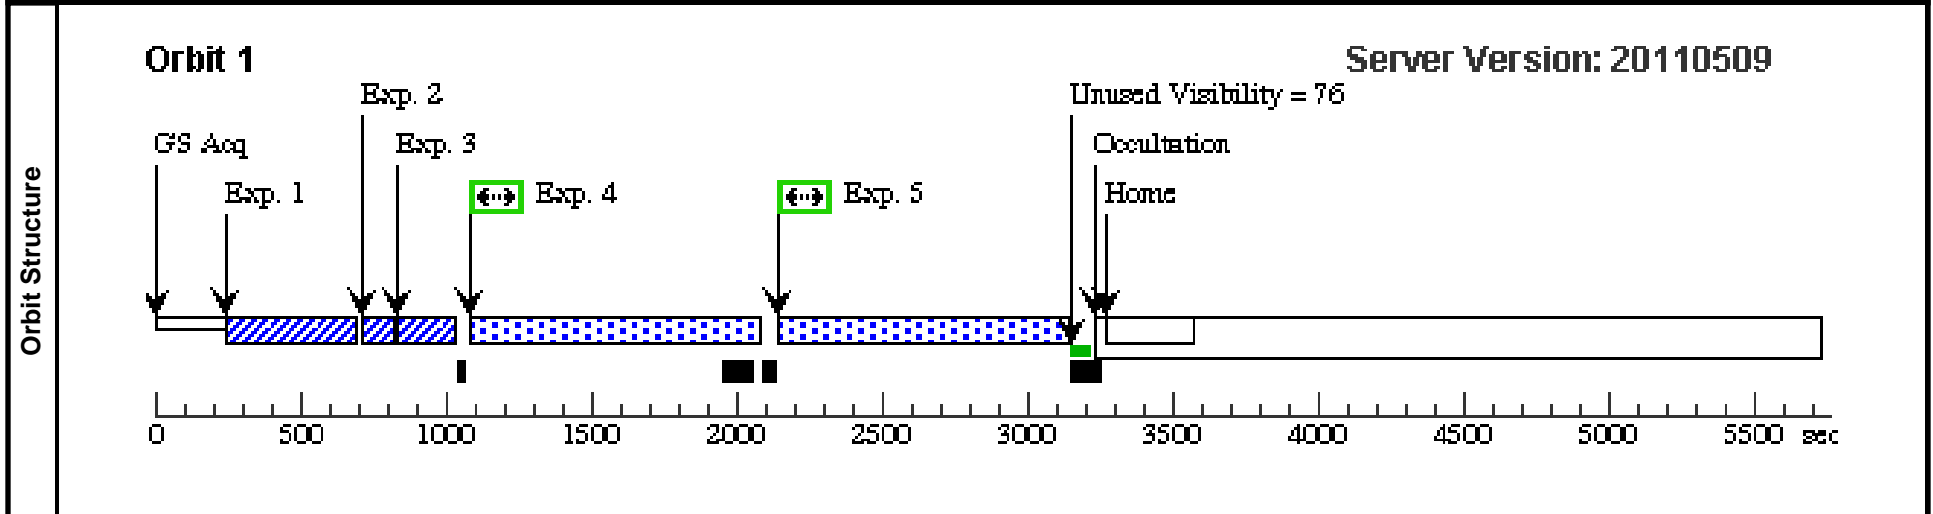 Orbit Structure
Orbit 1
Server Version: 20110509
Exp. 2
Unused Visibility = 76
GS Acq
Exp. 3
Occultation
Exp. 1
Exp. 4
Exp. 5
Home
0 500 1000 1500 2000 2500 3000 3500 4000 4500 5000 5500 sec